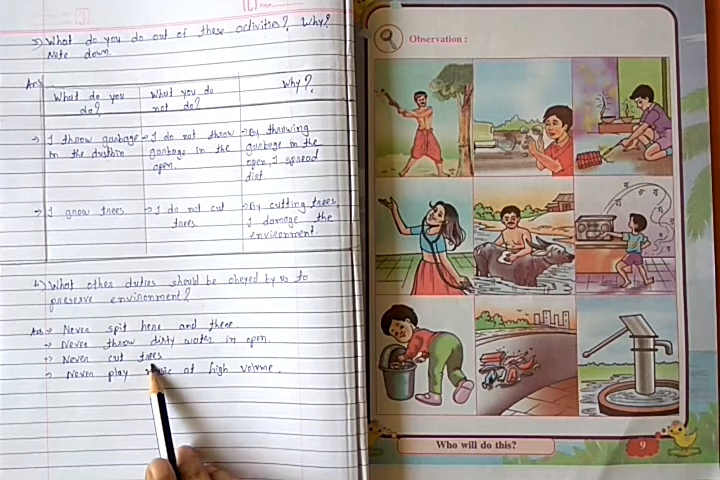 3) What do you do out of these activities? Why?
Note down.
Ans
What do you do?
What you do not do?
Why?
→ I throw garbage in the dustbin
→ I do not throw garbage in the open.
→ By throwing garbage in the open, I spread dist
→ I grow trees
→ I do not cut trees
→ By cutting trees, I damage the environment.
4) What other duties should be obeyed by us to
preserve environment?
Ans → Never spit here and there
→ Never throw dirty water in open.
→ Never cut trees
→ Never play music at high volume.
Observation :
Who will do this?
9